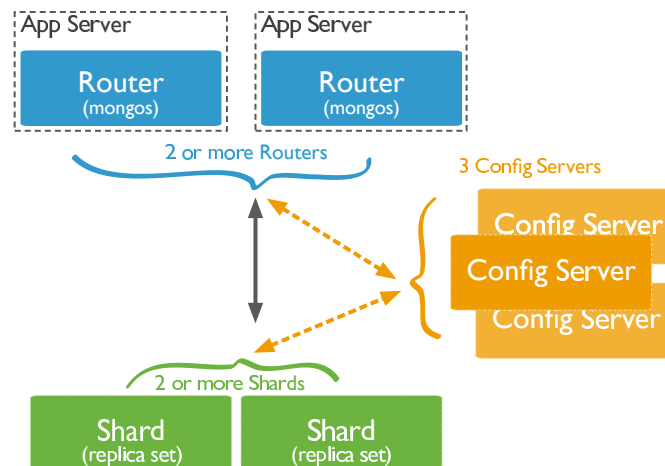 App Server
App Server
Router
(mongos)
Router
(mongos)
2 or more Routers
3 Config Servers
Config Server
Config Server
Config Server
2 or more Shards
Shard
(replica set)
Shard
(replica set)